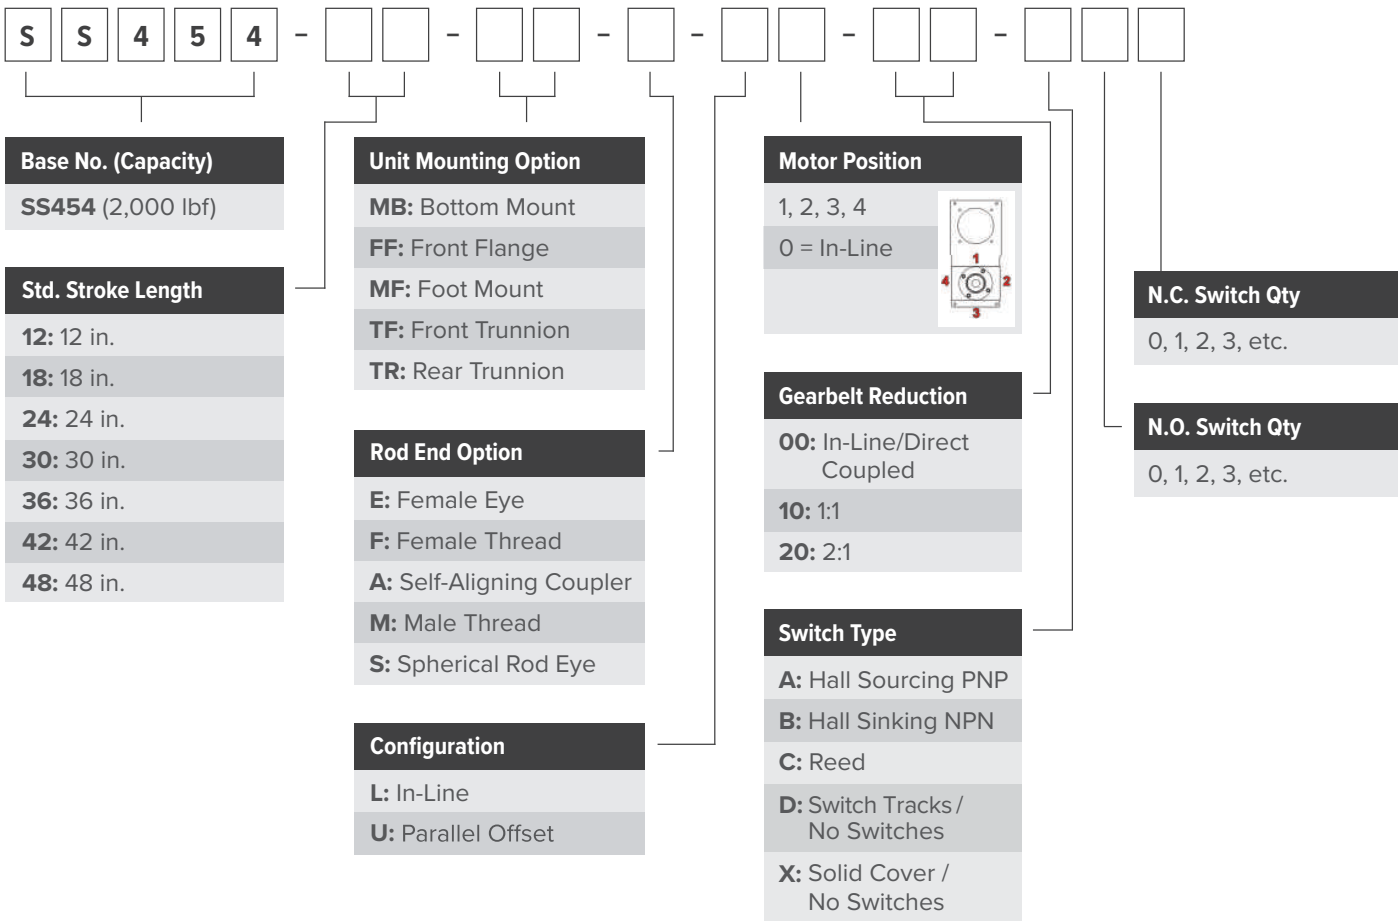 S S 4 5 4 – – – – – –
Base No. (Capacity)
SS454 (2,000 lbf)
Std. Stroke Length
12: 12 in.
18: 18 in.
24: 24 in.
30: 30 in.
36: 36 in.
42: 42 in.
48: 48 in.
Unit Mounting Option
MB: Bottom Mount
FF: Front Flange
MF: Foot Mount
TF: Front Trunnion
TR: Rear Trunnion
Rod End Option
E: Female Eye
F: Female Thread
A: Self-Aligning Coupler
M: Male Thread
S: Spherical Rod Eye
Configuration
L: In-Line
U: Parallel Offset
Motor Position
1, 2, 3, 4
0 = In-Line
1
4
2
3
Gearbelt Reduction
00: In-Line/Direct
Coupled
10: 1:1
20: 2:1
Switch Type
A: Hall Sourcing PNP
B: Hall Sinking NPN
C: Reed
D: Switch Tracks /
No Switches
X: Solid Cover /
No Switches
N.C. Switch Qty
0, 1, 2, 3, etc.
N.O. Switch Qty
0, 1, 2, 3, etc.